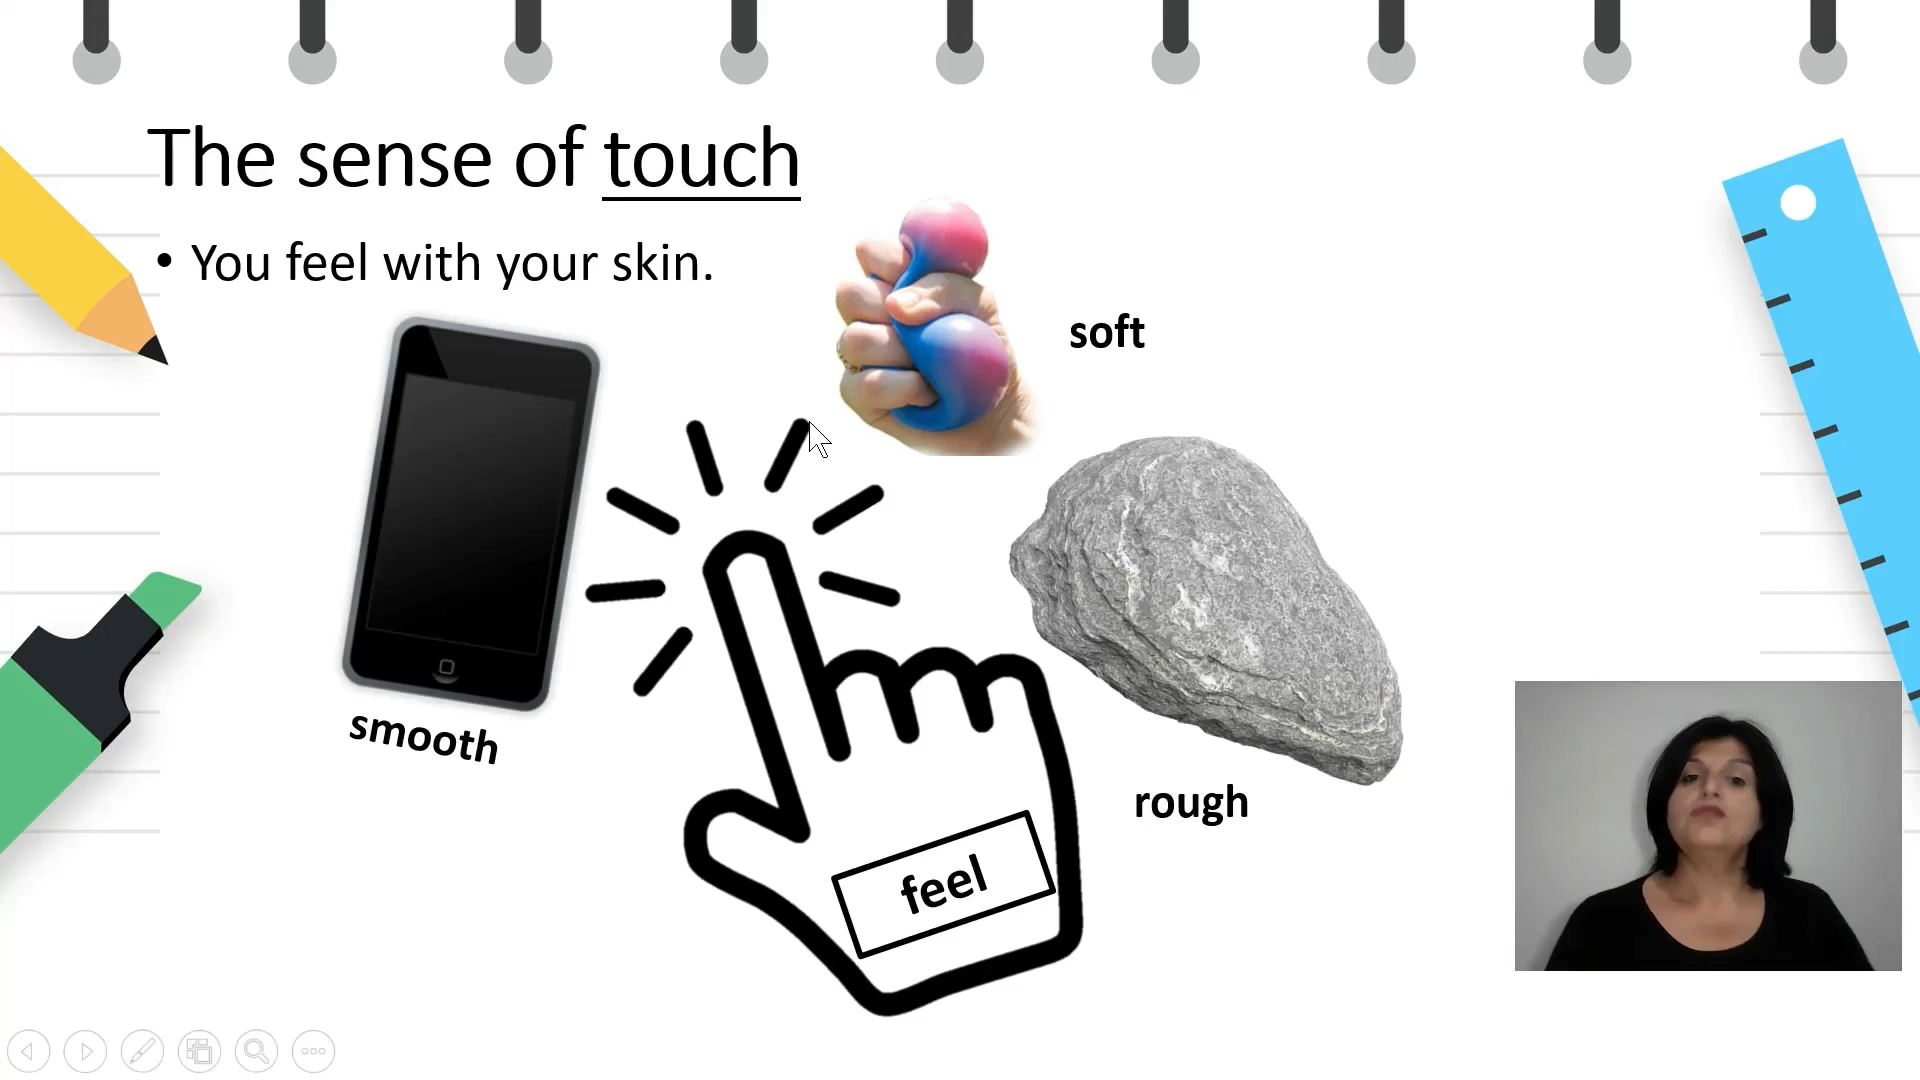 The sense of touch
• You feel with your skin.
soft
smooth
rough
feel